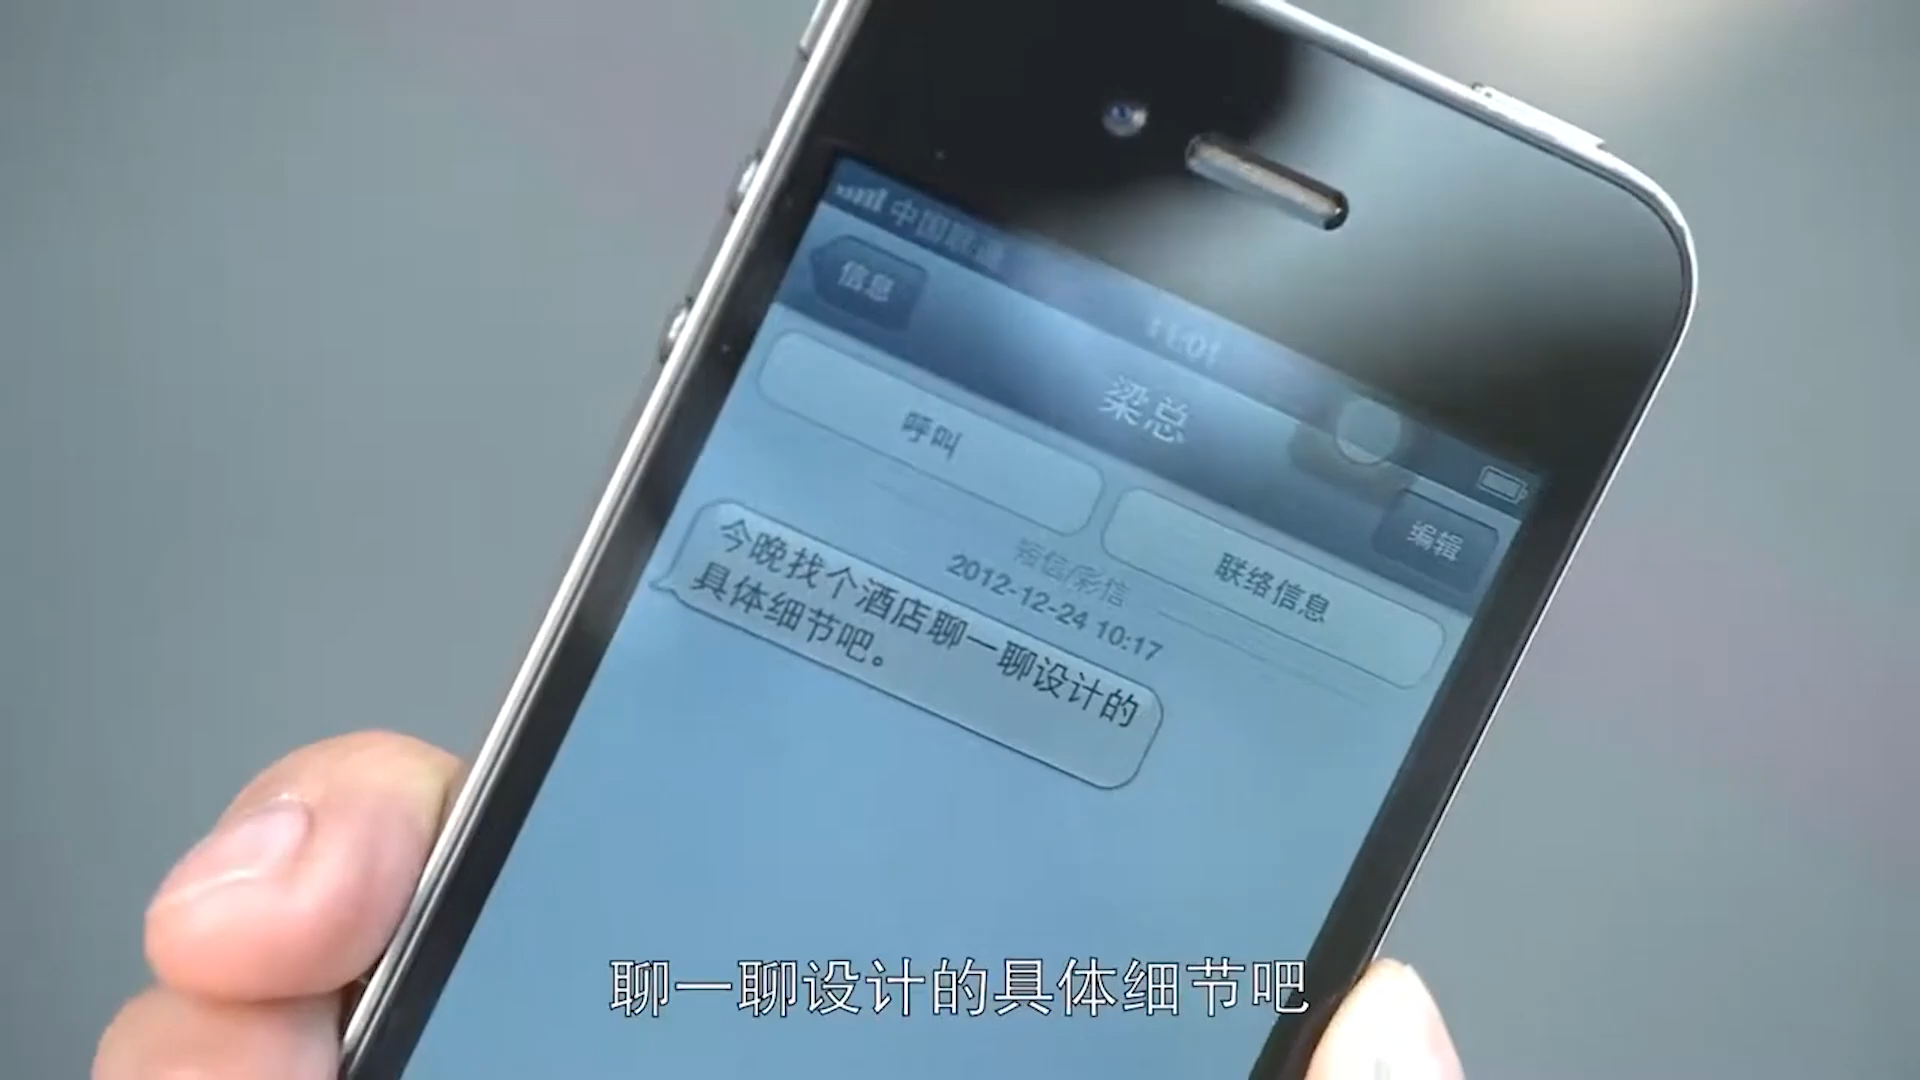 中国联通
11:01
信息
梁总
编辑
呼叫
联络信息
短信/彩信
2012-12-24 10:17
今晚找个酒店聊一聊设计的
具体细节吧。
聊一聊设计的具体细节吧